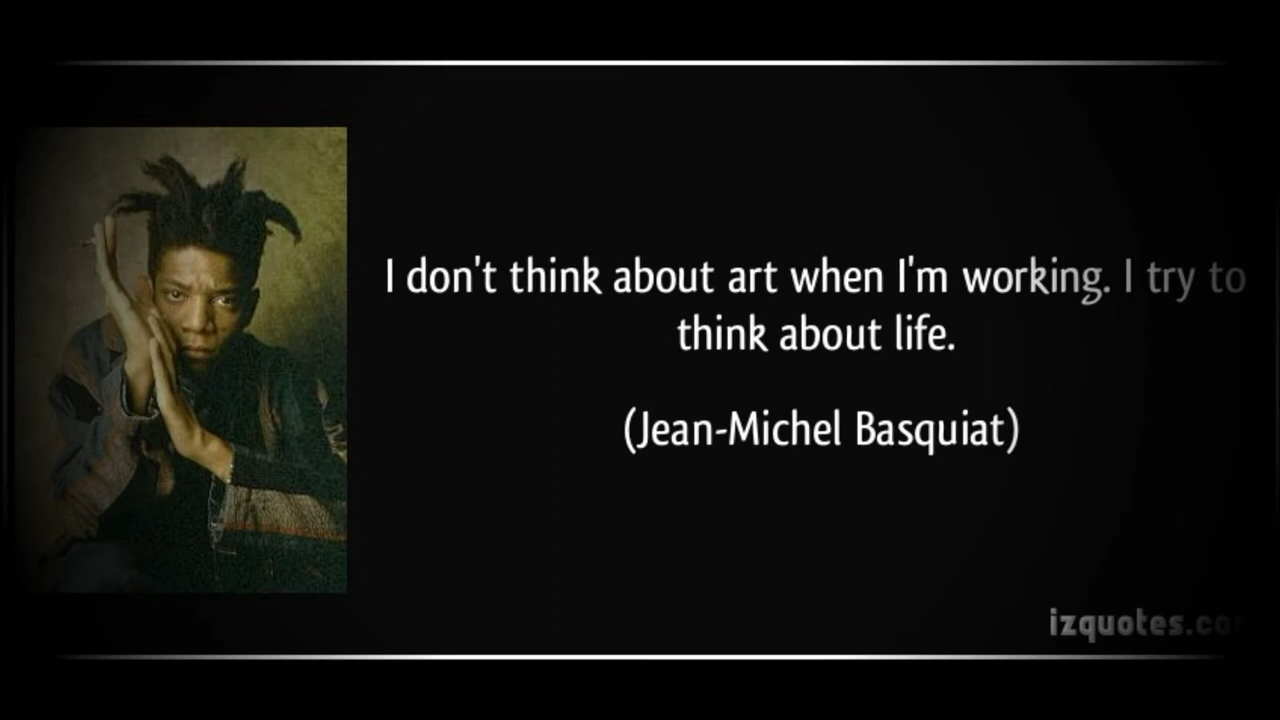 I don't think about art when I'm working. I try to
think about life.
(Jean-Michel Basquiat)
izquotes.co